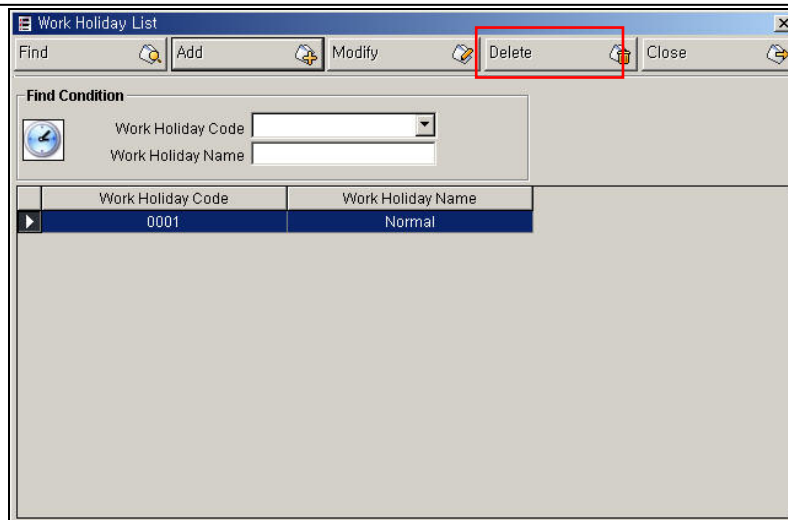 Work Holiday List
Find Add Modify Delete Close
Find Condition
Work Holiday Code
Work Holiday Name
Work Holiday Code Work Holiday Name
0001 Normal